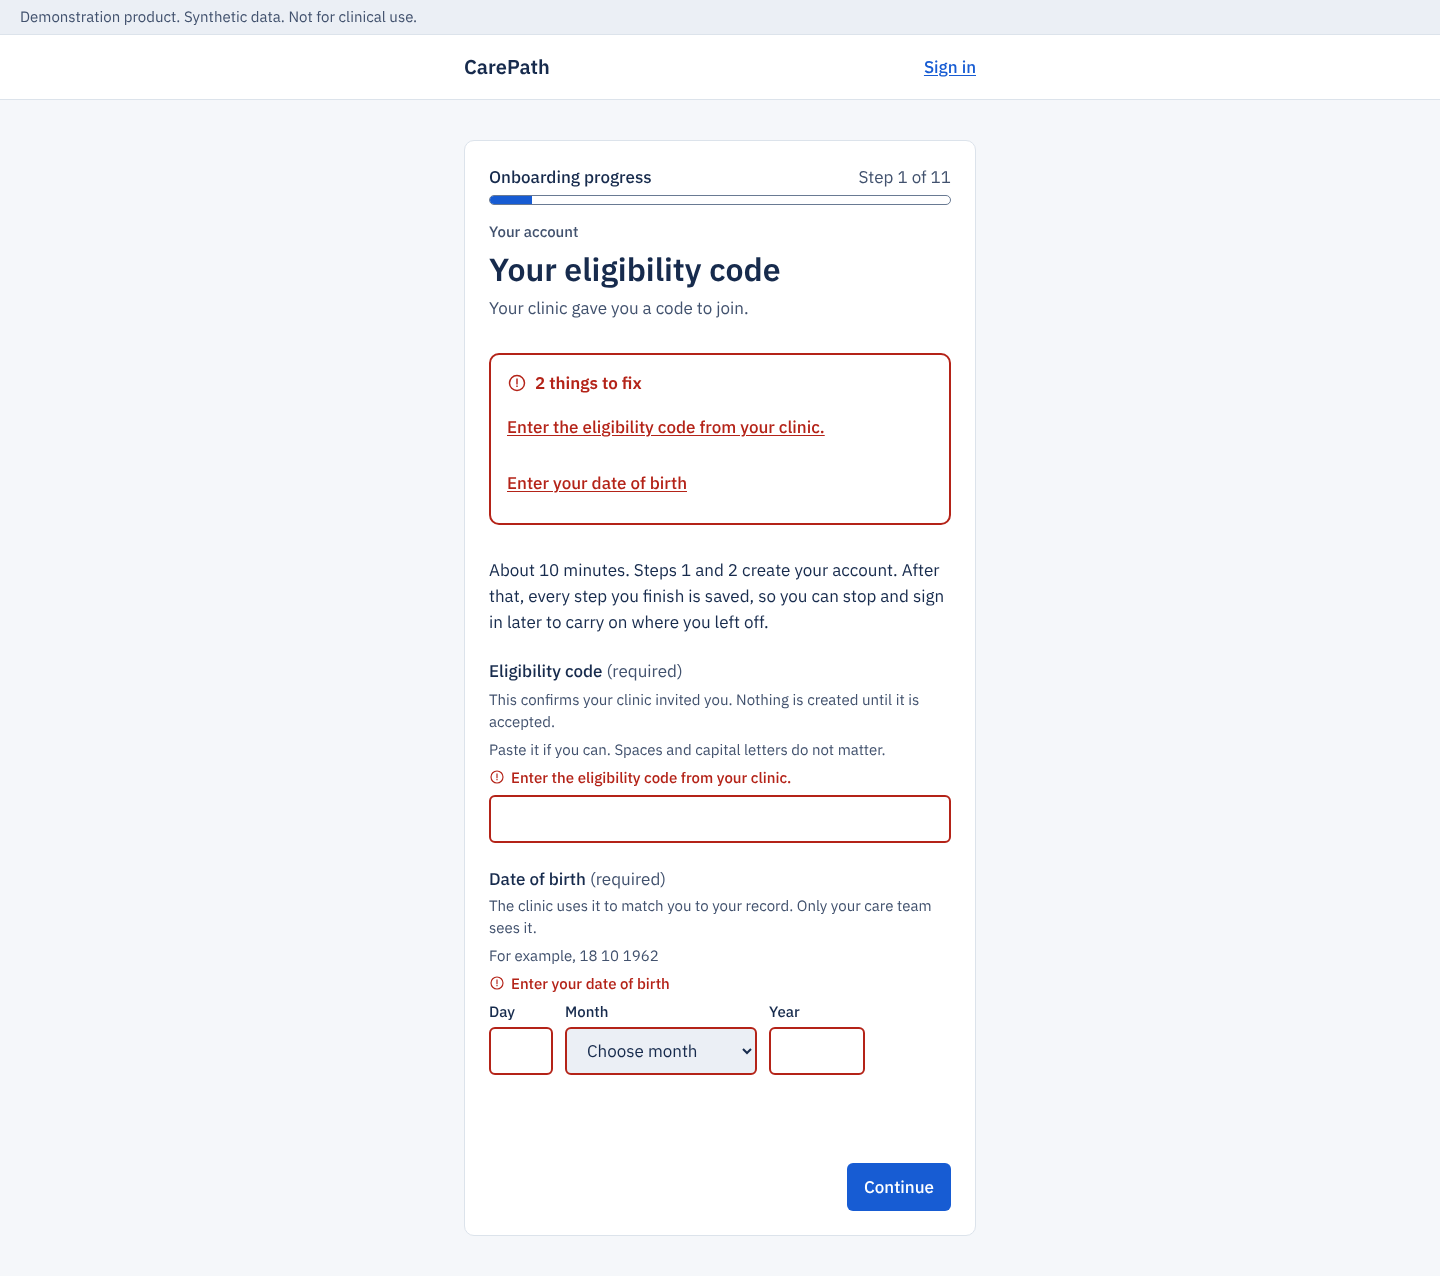 Demonstration product. Synthetic data. Not for clinical use.
CarePath
Sign in
Onboarding progress
Step 1 of 11
Your account
Your eligibility code
Your clinic gave you a code to join.
2 things to fix
Enter the eligibility code from your clinic.
Enter your date of birth
About 10 minutes. Steps 1 and 2 create your account. After
that, every step you finish is saved, so you can stop and sign
in later to carry on where you left off.
Eligibility code (required)
This confirms your clinic invited you. Nothing is created until it is
accepted.
Paste it if you can. Spaces and capital letters do not matter.
Enter the eligibility code from your clinic.
Date of birth (required)
The clinic uses it to match you to your record. Only your care team
sees it.
For example, 18 10 1962
Enter your date of birth
Day
Month
Year
Choose month
Continue